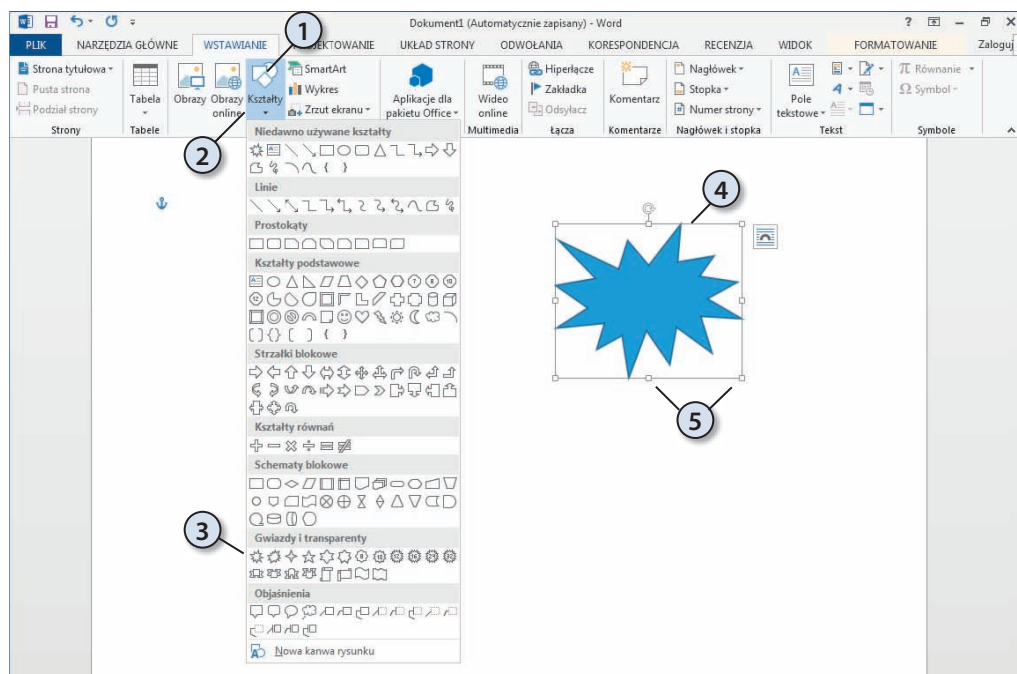 Dokument1 (Automatycznie zapisany) - Word
1
PLIK NARZĘDZIA GŁÓWNE WSTAWIANIE UKŁAD STRONY ODWOŁANIA KORESPONDENCJA RECENZJA WIDOK FORMATOWANIE Zaloguj
Strona tytułowa
Pusta strona
Podział strony
Strony
Tabela
Tabele
Obrazy
Obrazy online
Kształty
SmartArt
Wykres
Zrzut ekranu
Aplikacje dla pakietu Office
Wideo online
Multimedia
Hiperłącze
Zakładka
Odsyłacz
Łącza
Komentarz
Komentarze
Nagłówek
Stopka
Numer strony
Nagłówek i stopka
Pole tekstowe
Tekst
π Równanie
Ω Symbol
Symbole
2
Niedawno używane kształty
Linie
Prostokąty
Kształty podstawowe
Strzałki blokowe
Kształty równań
Schematy blokowe
3
Gwiazdy i transparenty
Objaśnienia
Nowa kanwa rysunku
4
5